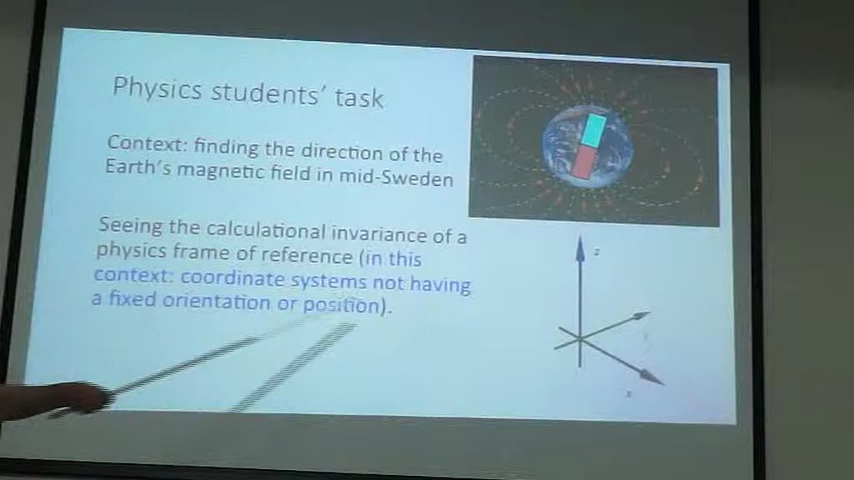 Physics students' task
Context: finding the direction of the
Earth's magnetic field in mid-Sweden
Seeing the calculational invariance of a
physics frame of reference (in this
context: coordinate systems not having
a fixed orientation or position).
z
y
x